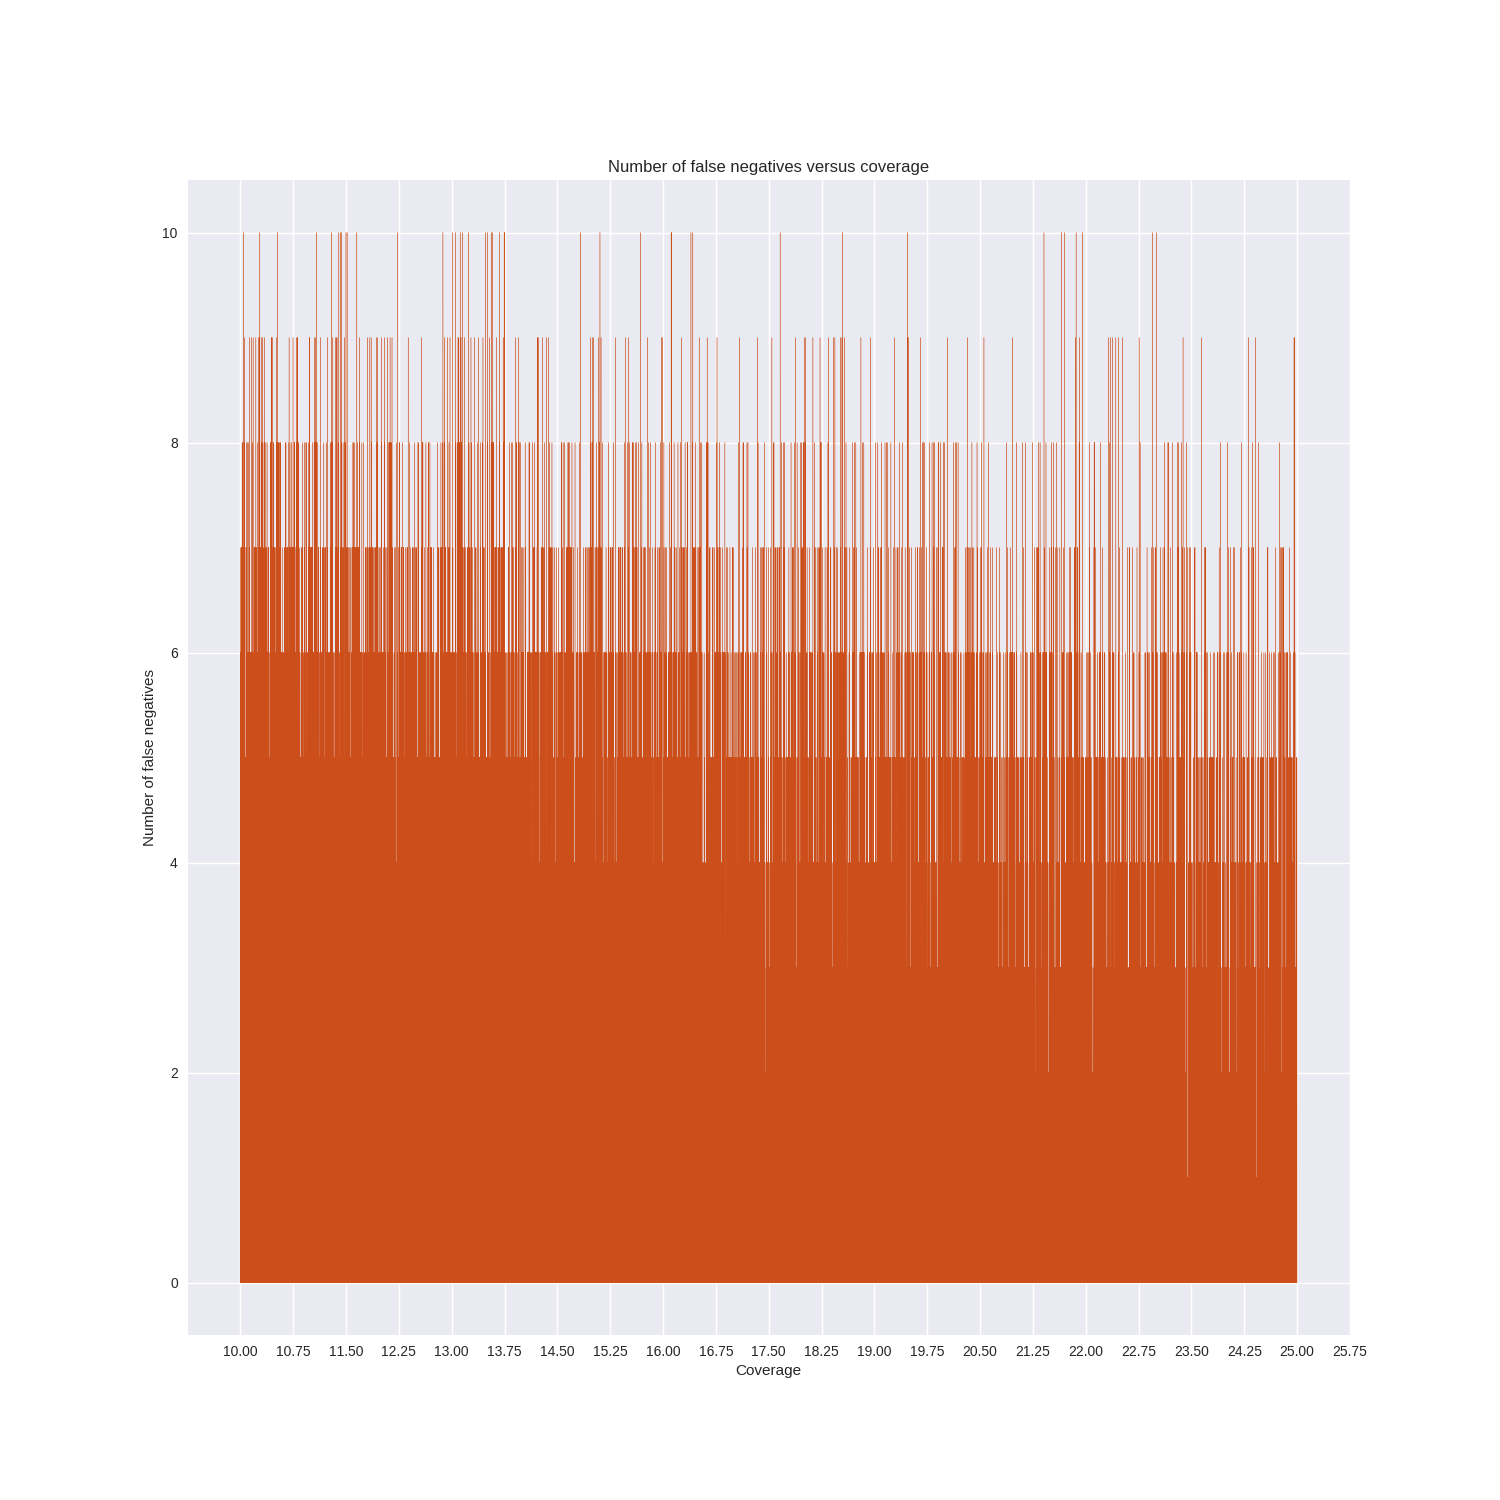 Number of false negatives versus coverage
10
8
6
4
2
0
Number of false negatives
10.00 10.75 11.50 12.25 13.00 13.75 14.50 15.25 16.00 16.75 17.50 18.25 19.00 19.75 20.50 21.25 22.00 22.75 23.50 24.25 25.00 25.75
Coverage